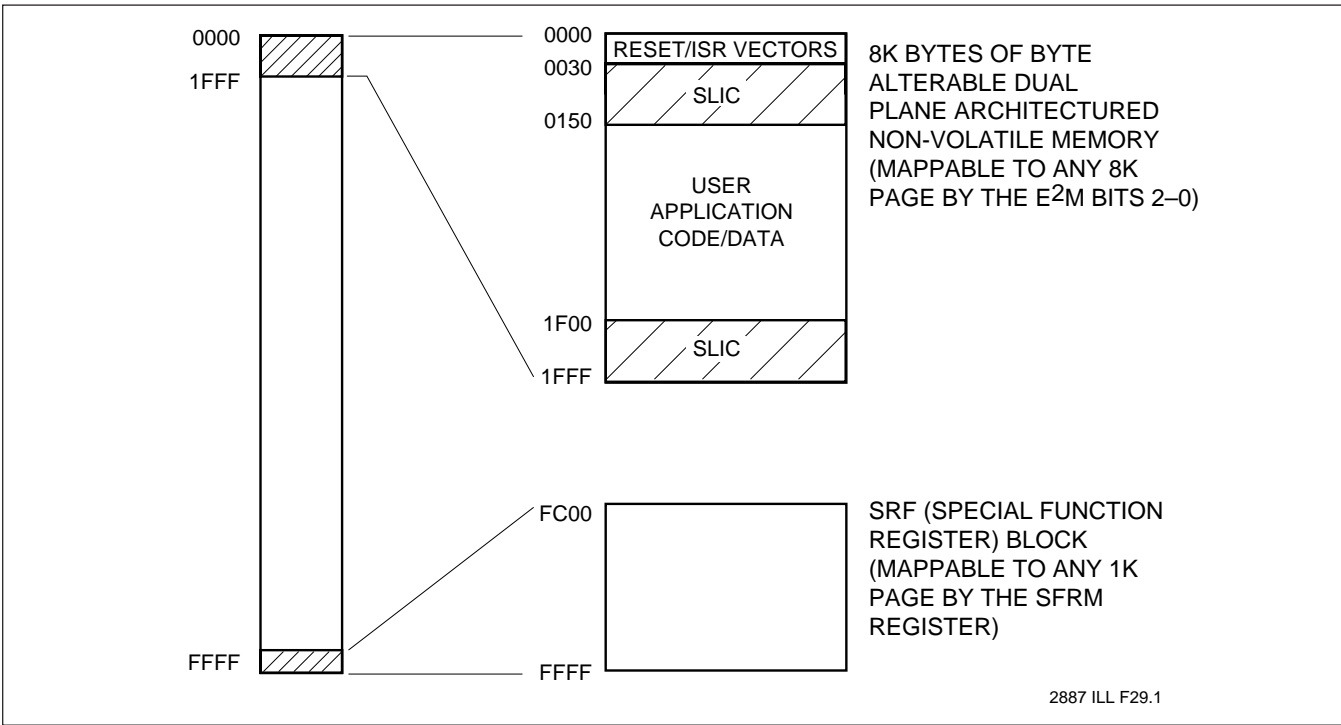 0000
1FFF
FFFF
0000
RESET/ISR VECTORS
0030
SLIC
0150
USER
APPLICATION
CODE/DATA
1F00
SLIC
1FFF
8K BYTES OF BYTE
ALTERABLE DUAL
PLANE ARCHITECTURED
NON-VOLATILE MEMORY
(MAPPABLE TO ANY 8K
PAGE BY THE E2M BITS 2–0)
FC00
FFFF
SRF (SPECIAL FUNCTION
REGISTER) BLOCK
(MAPPABLE TO ANY 1K
PAGE BY THE SFRM
REGISTER)
2887 ILL F29.1